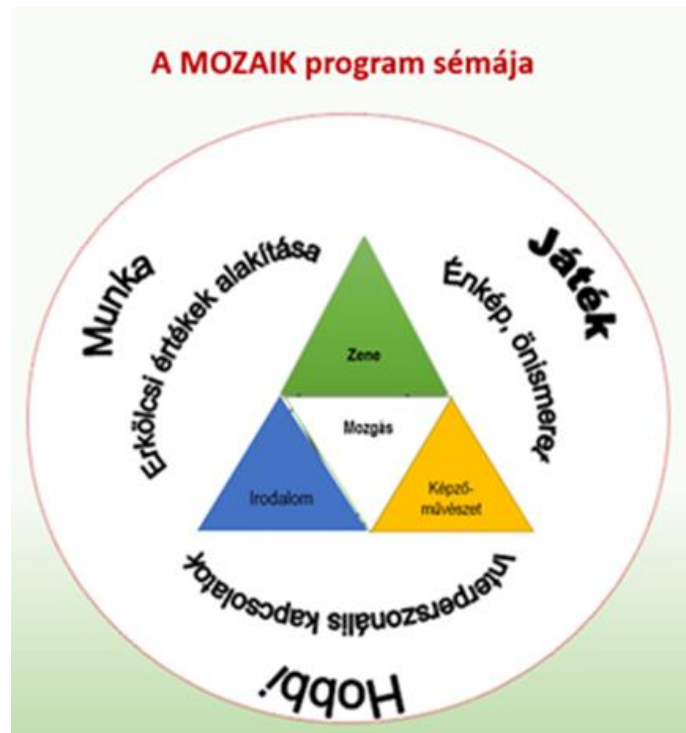 A MOZAIK program sémája
Munka
Erkölcsi értékek alakítása
Játék
Énkép, önismeret
Zene
Mozgás
Irodalom
Képző-
művészet
Interperszonális kapcsolatok
Hobbi